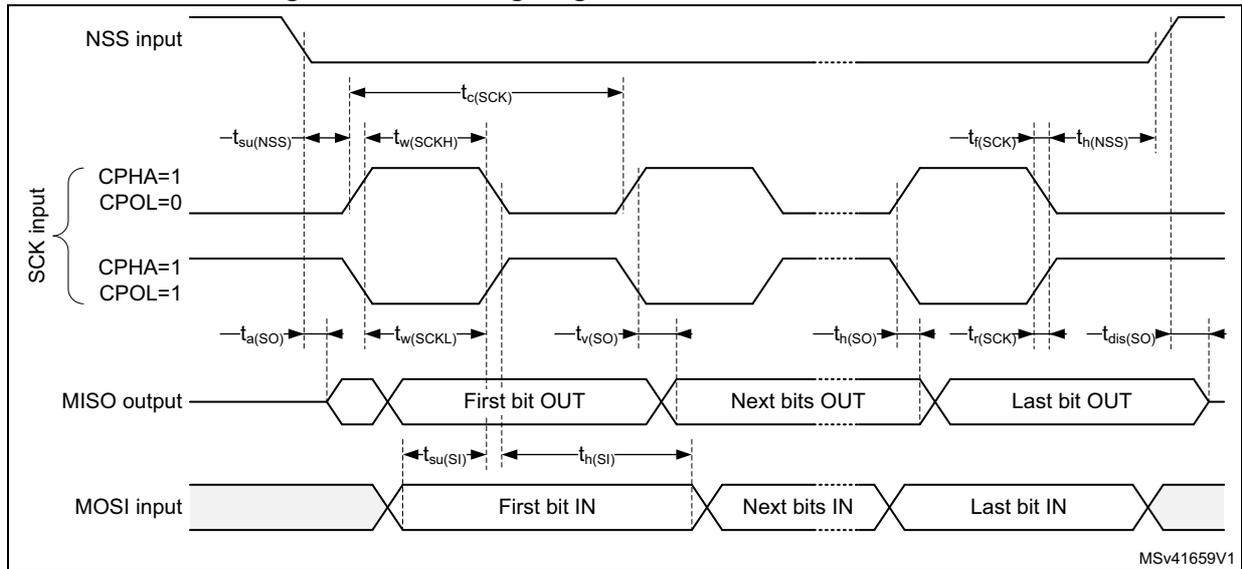 NSS input
tc(SCK)
tsu(NSS) tw(SCKH) tf(SCK) th(NSS)
CPHA=1
CPOL=0
SCK input
CPHA=1
CPOL=1
ta(SO) tw(SCKL) tv(SO) th(SO) tr(SCK) tdis(SO)
MISO output First bit OUT Next bits OUT Last bit OUT
tsu(SI) th(SI)
MOSI input First bit IN Next bits IN Last bit IN
MSv41659V1